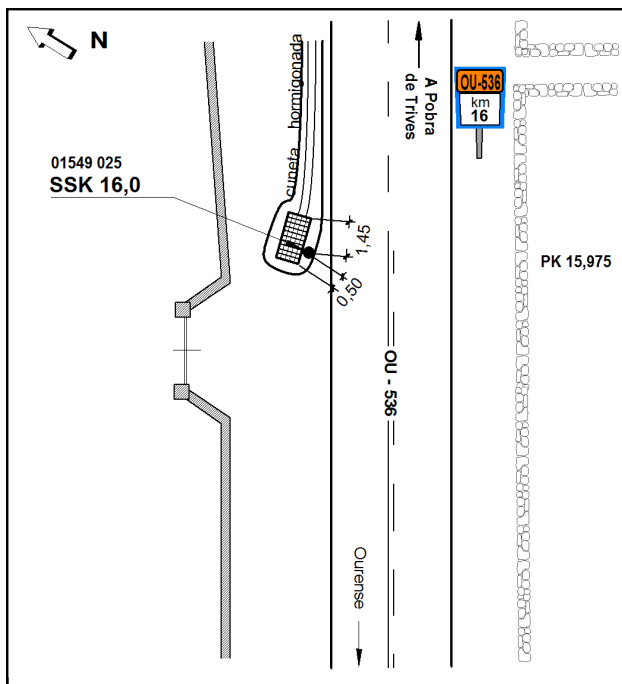 N
cuneta hormigonada
A Pobra
de Trives
OU-536
km
16
01549 025
SSK 16,0
1,45
0,50
PK 15,975
OU - 536
Ourense